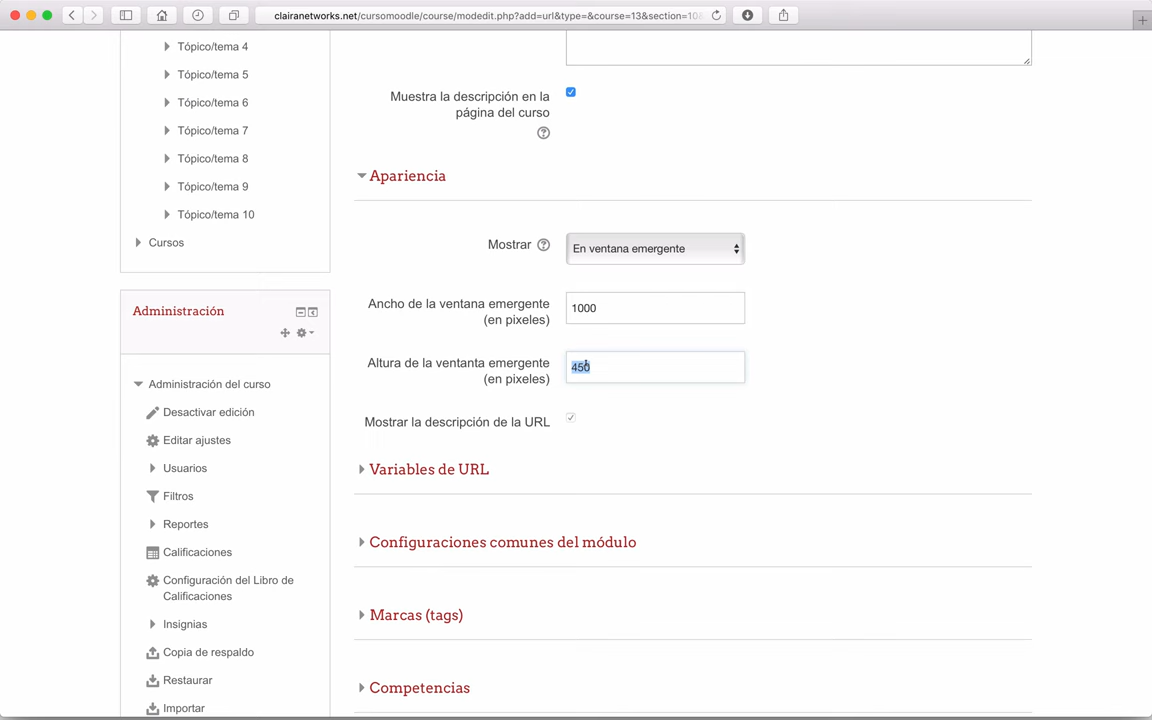 clairanetworks.net/cursomoodle/course/modedit.php?add=url&type=&course=13&section=10&
Tópico/tema 4
Tópico/tema 5
Tópico/tema 6
Tópico/tema 7
Tópico/tema 8
Tópico/tema 9
Tópico/tema 10
Cursos
Administración
Administración del curso
Desactivar edición
Editar ajustes
Usuarios
Filtros
Reportes
Calificaciones
Configuración del Libro de
Calificaciones
Insignias
Copia de respaldo
Restaurar
Importar
Muestra la descripción en la
página del curso
Apariencia
Mostrar
En ventana emergente
Ancho de la ventana emergente
(en pixeles)
1000
Altura de la ventanta emergente
(en pixeles)
450
Mostrar la descripción de la URL
Variables de URL
Configuraciones comunes del módulo
Marcas (tags)
Competencias